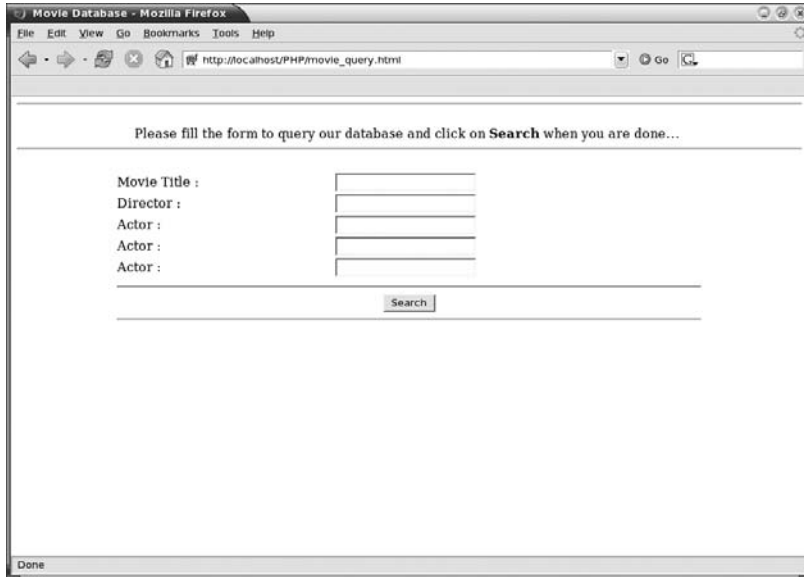 Movie Database - Mozilla Firefox
File Edit View Go Bookmarks Tools Help
http://localhost/PHP/movie_query.html Go G
Please fill the form to query our database and click on Search when you are done...
Movie Title :
Director :
Actor :
Actor :
Actor :
Search
Done